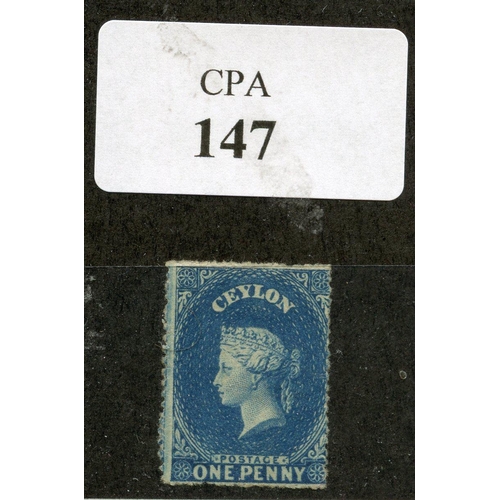 CPA
147
CEYLON
POSTAGE
ONE PENNY